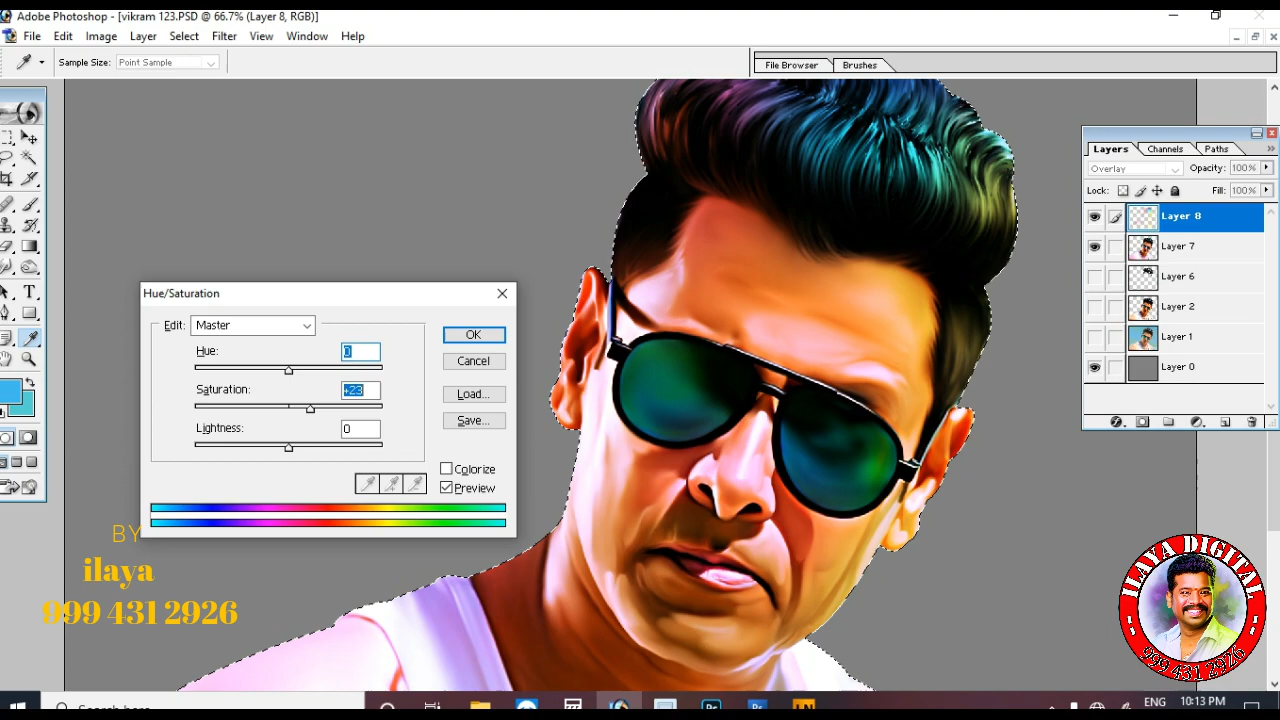 Adobe Photoshop - [vikram 123.PSD @ 66.7% (Layer 8, RGB)]
File Edit Image Layer Select Filter View Window Help
Sample Size: Point Sample
File Browser Brushes
Layers Channels Paths
Overlay Opacity: 100%
Lock: Fill: 100%
Layer 8
Layer 7
Layer 6
Layer 2
Layer 1
Layer 0
Hue/Saturation
Edit: Master
Hue: 0
Saturation: +23
Lightness: 0
OK
Cancel
Load...
Save...
Colorize
Preview
BY
ilaya
999 431 2926
ILAYA DIGITAL
999 431 2926
ENG 10:13 PM